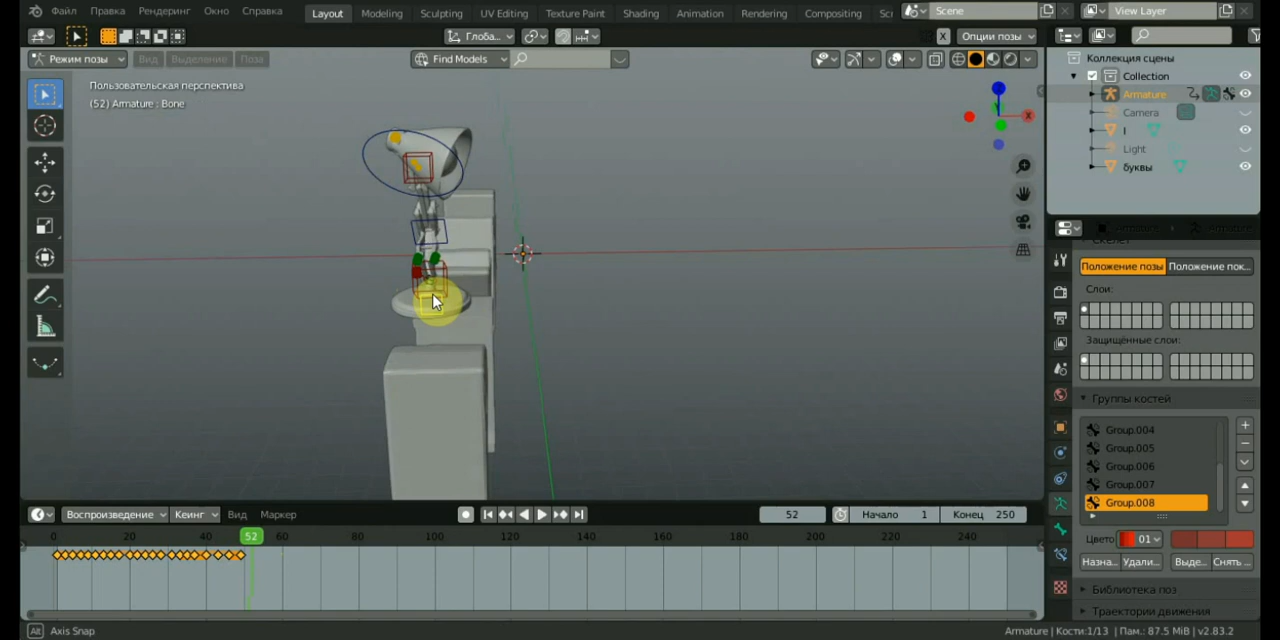 Файл Правка Рендеринг Окно Справка Layout Modeling Sculpting UV Editing Texture Paint Shading Animation Rendering Compositing Scene View Layer
Глоба... X Опции позы
Режим позы Вид Выделение Поза Find Models
Пользовательская перспектива
(52) Armature : Bone
X
Коллекция сцены
Collection
Armature
Camera
I
Light
буквы
Скелет
Положение позы Положение пок...
Слои:
Защищённые слои:
Группы костей
Group.004
Group.005
Group.006
Group.007
Group.008
Цвето 01
Назна... Удали... Выде... Снять ...
Библиотека поз
Траектории движения
Воспроизведение Кеинг Вид Маркер 52 Начало 1 Конец 250
0 20 40 52 60 80 100 120 140 160 180 200 220 240
Alt Axis Snap Armature | Кости:1/13 | Пам.: 87.5 MiB | v2.83.2